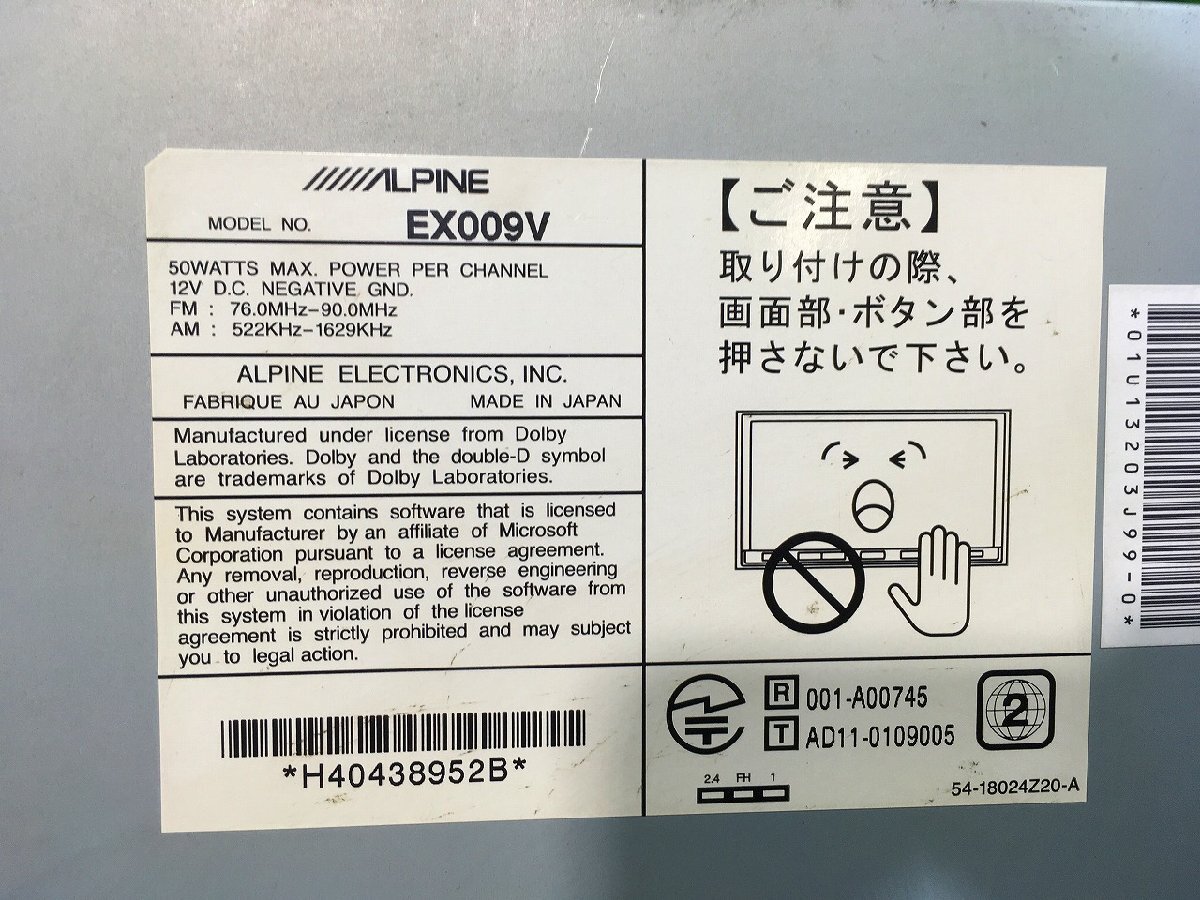 ALPINE
MODEL NO. EX009V
50WATTS MAX. POWER PER CHANNEL
12V D.C. NEGATIVE GND.
FM : 76.0MHz–90.0MHz
AM : 522KHz–1629KHz
ALPINE ELECTRONICS, INC.
FABRIQUE AU JAPON MADE IN JAPAN
Manufactured under license from Dolby
Laboratories. Dolby and the double-D symbol
are trademarks of Dolby Laboratories.
This system contains software that is licensed
to Manufacturer by an affiliate of Microsoft
Corporation pursuant to a license agreement.
Any removal, reproduction, reverse engineering
or other unauthorized use of the software from
this system in violation of the license
agreement is strictly prohibited and may subject
you to legal action.
*H40438952B*
【ご注意】
取り付けの際、
画面部・ボタン部を
押さないで下さい。
R 001-A00745
T AD11-0109005
2
2.4 FH 1
54-18024Z20-A
*01U13203J99-0*